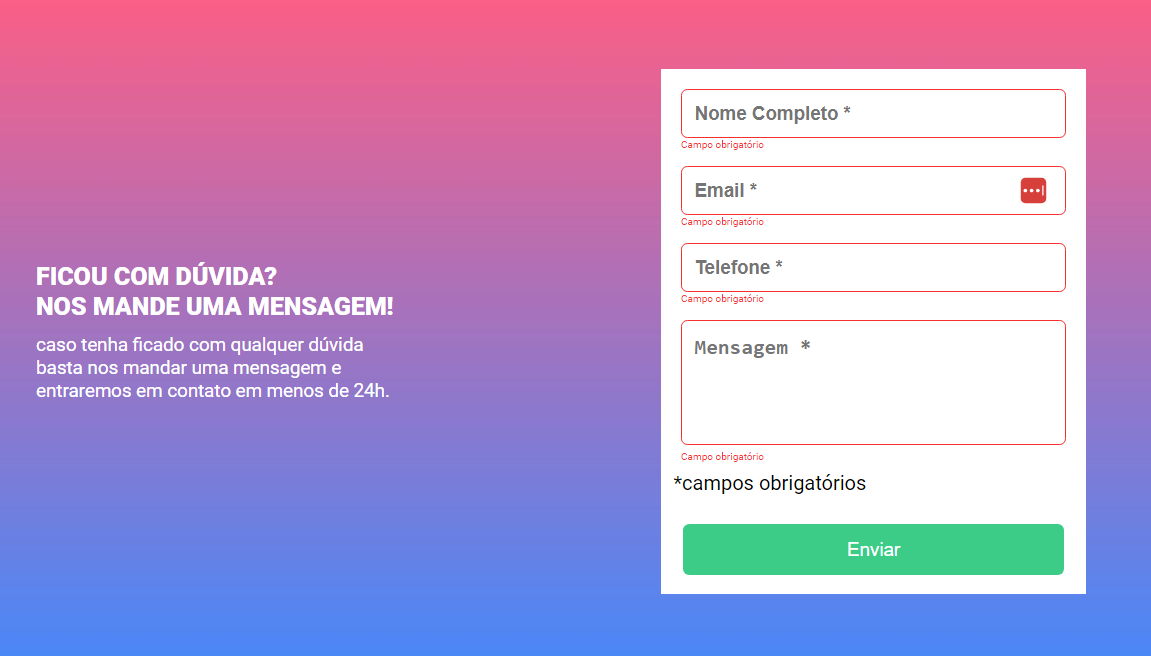 FICOU COM DÚVIDA?
NOS MANDE UMA MENSAGEM!
caso tenha ficado com qualquer dúvida
basta nos mandar uma mensagem e
entraremos em contato em menos de 24h.
Nome Completo *
Campo obrigatório
Email *
Campo obrigatório
Telefone *
Campo obrigatório
Mensagem *
Campo obrigatório
*campos obrigatórios
Enviar